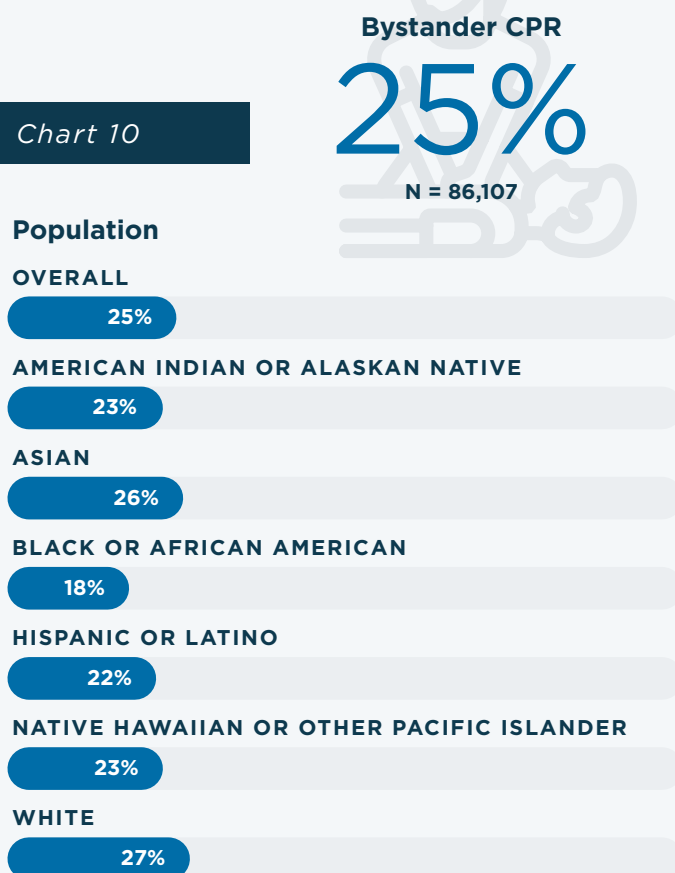 Bystander CPR
25%
Chart 10
N = 86,107
Population
OVERALL
25%
AMERICAN INDIAN OR ALASKAN NATIVE
23%
ASIAN
26%
BLACK OR AFRICAN AMERICAN
18%
HISPANIC OR LATINO
22%
NATIVE HAWAIIAN OR OTHER PACIFIC ISLANDER
23%
WHITE
27%